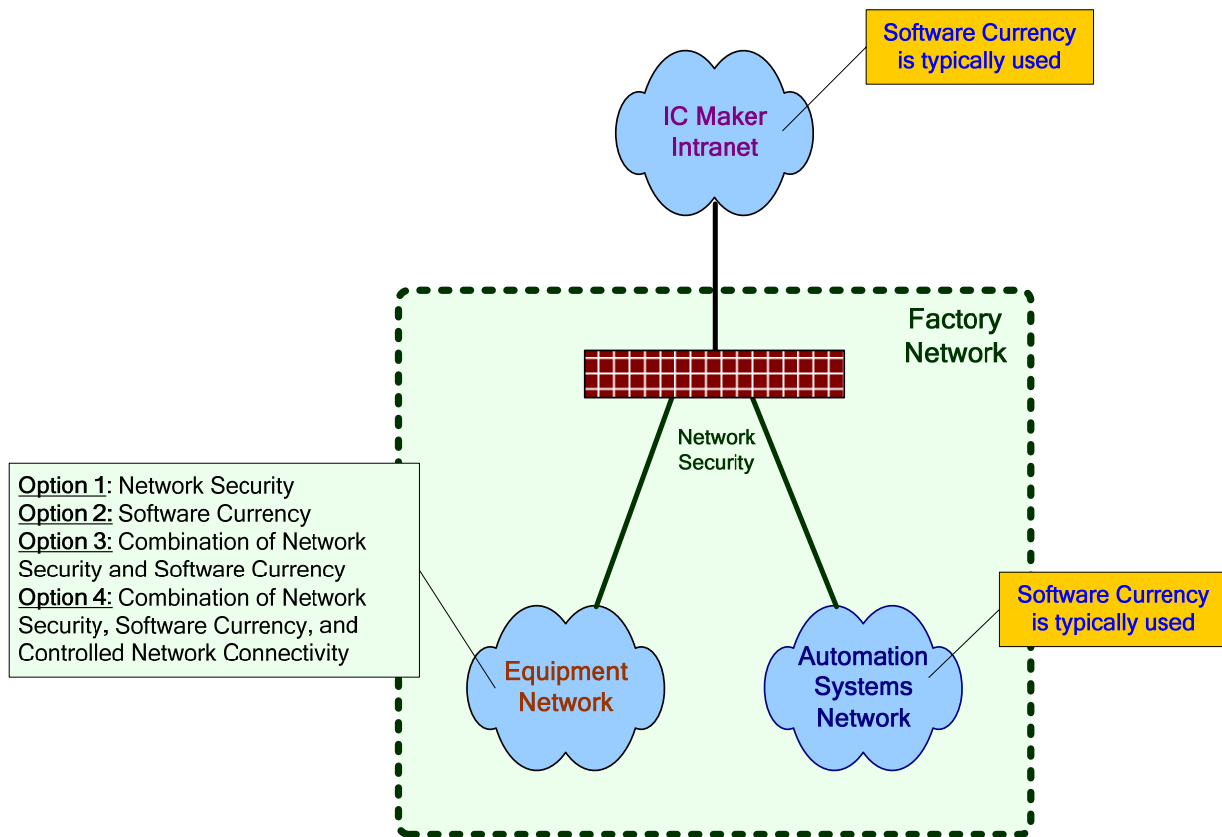 Software Currency
is typically used
IC Maker
Intranet
Factory
Network
Network
Security
Option 1: Network Security
Option 2: Software Currency
Option 3: Combination of Network
Security and Software Currency
Option 4: Combination of Network
Security, Software Currency, and
Controlled Network Connectivity
Software Currency
is typically used
Equipment
Network
Automation
Systems
Network